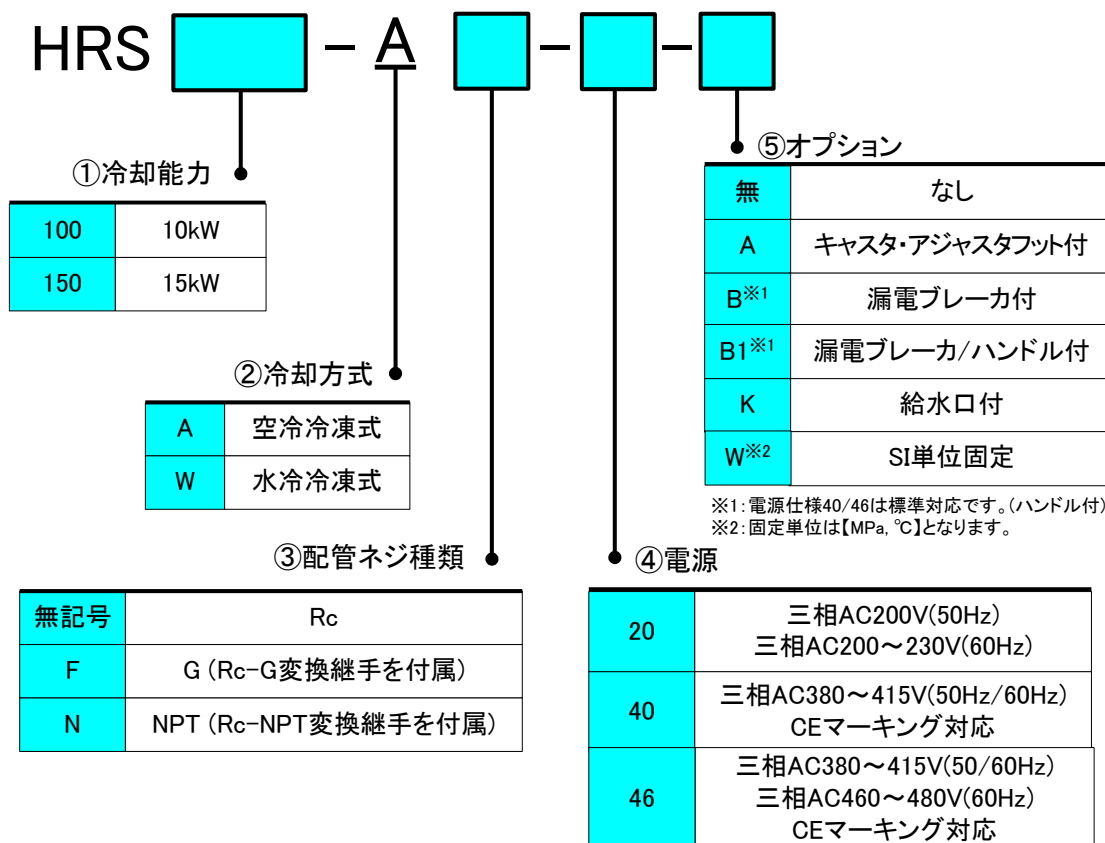 HRS - A - -
①冷却能力
100 10kW
150 15kW
②冷却方式
A 空冷冷凍式
W 水冷冷凍式
③配管ネジ種類
無記号 Rc
F G (Rc-G変換継手を付属)
N NPT (Rc-NPT変換継手を付属)
④電源
20 三相AC200V(50Hz)
三相AC200~230V(60Hz)
40 三相AC380~415V(50Hz/60Hz)
CEマーキング対応
46 三相AC380~415V(50/60Hz)
三相AC460~480V(60Hz)
CEマーキング対応
⑤オプション
無 なし
A キャスタ・アジャスタフット付
B※1 漏電ブレーカ付
B1※1 漏電ブレーカ/ハンドル付
K 給水口付
W※2 SI単位固定
※1:電源仕様40/46は標準対応です。(ハンドル付)
※2:固定単位は【MPa, ℃】となります。